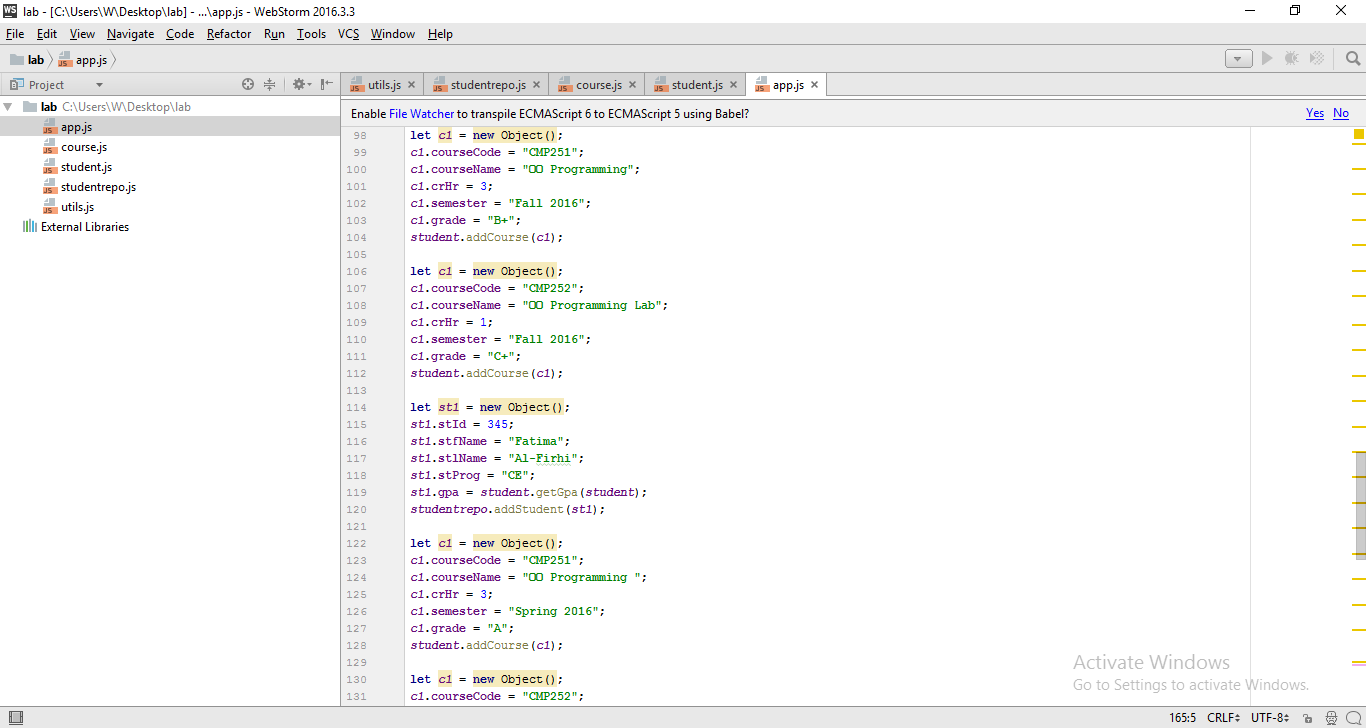 lab - [C:\Users\W\Desktop\lab] - ...\app.js - WebStorm 2016.3.3
File Edit View Navigate Code Refactor Run Tools VCS Window Help
lab app.js
Project
utils.js studentrepo.js course.js student.js app.js
lab C:\Users\W\Desktop\lab
app.js
course.js
student.js
studentrepo.js
utils.js
External Libraries
Enable File Watcher to transpile ECMAScript 6 to ECMAScript 5 using Babel? Yes No
98 let c1 = new Object();
99 c1.courseCode = "CMP251";
100 c1.courseName = "OO Programming";
101 c1.crHr = 3;
102 c1.semester = "Fall 2016";
103 c1.grade = "B+";
104 student.addCourse(c1);
105
106 let c1 = new Object();
107 c1.courseCode = "CMP252";
108 c1.courseName = "OO Programming Lab";
109 c1.crHr = 1;
110 c1.semester = "Fall 2016";
111 c1.grade = "C+";
112 student.addCourse(c1);
113
114 let st1 = new Object();
115 st1.stId = 345;
116 st1.stfName = "Fatima";
117 st1.stlName = "Al-Firhi";
118 st1.stProg = "CE";
119 st1.gpa = student.getGpa(student);
120 studentrepo.addStudent(st1);
121
122 let c1 = new Object();
123 c1.courseCode = "CMP251";
124 c1.courseName = "OO Programming ";
125 c1.crHr = 3;
126 c1.semester = "Spring 2016";
127 c1.grade = "A";
128 student.addCourse(c1);
129
130 let c1 = new Object();
131 c1.courseCode = "CMP252";
Activate Windows
Go to Settings to activate Windows.
165:5 CRLF UTF-8